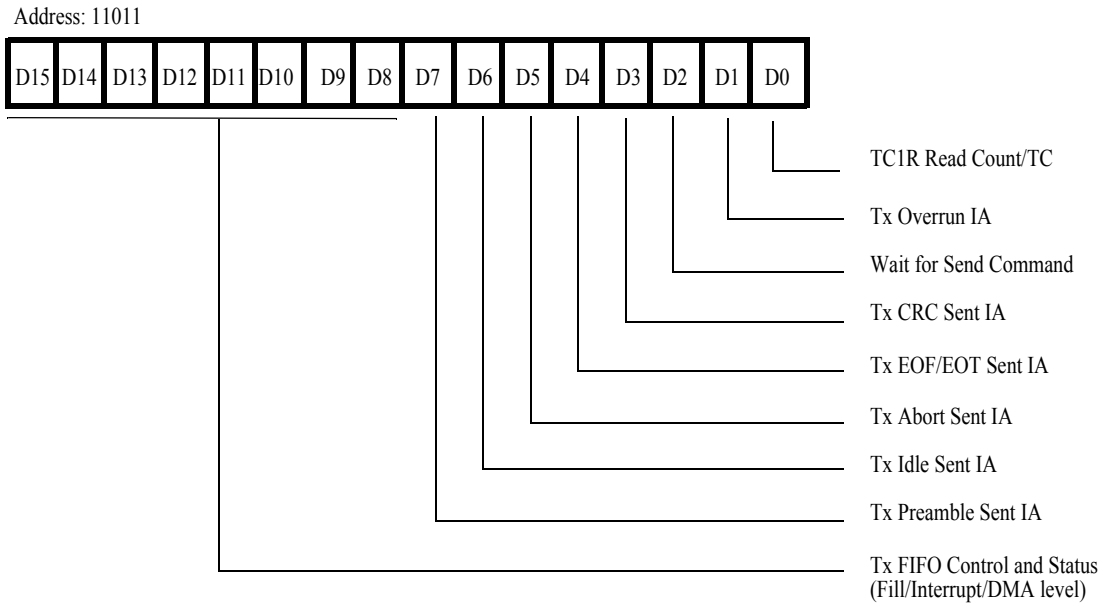 Address: 11011
D15 D14 D13 D12 D11 D10 D9 D8 D7 D6 D5 D4 D3 D2 D1 D0
TC1R Read Count/TC
Tx Overrun IA
Wait for Send Command
Tx CRC Sent IA
Tx EOF/EOT Sent IA
Tx Abort Sent IA
Tx Idle Sent IA
Tx Preamble Sent IA
Tx FIFO Control and Status
(Fill/Interrupt/DMA level)